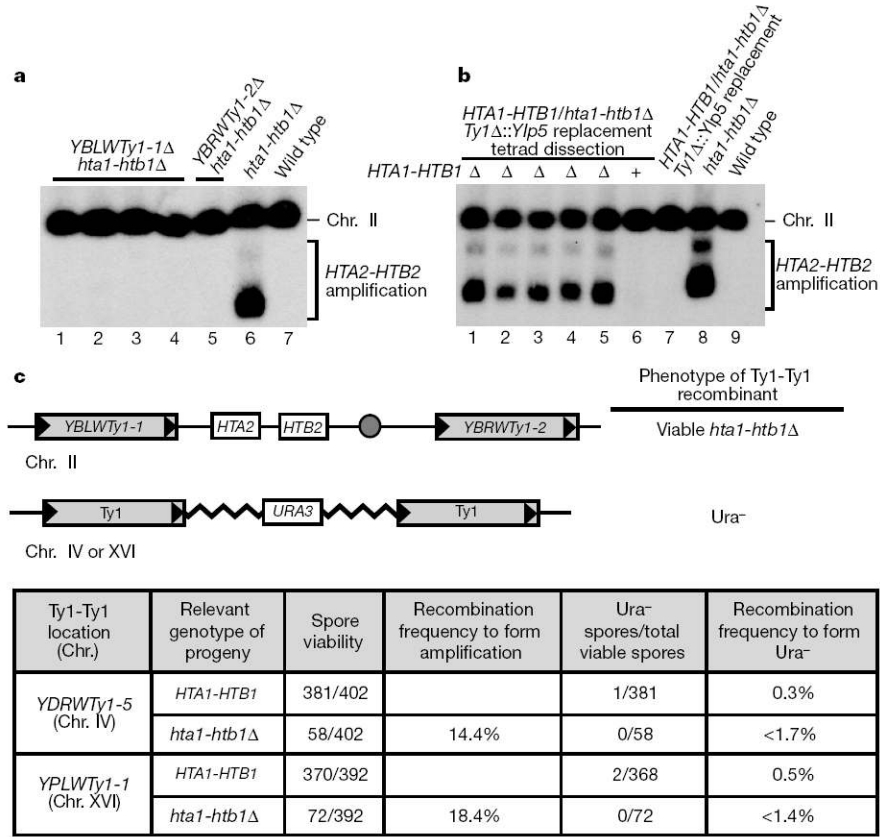 a
YBLWTy1-1Δ
hta1-htb1Δ
YBRWTy1-2Δ
hta1-htb1Δ
hta1-htb1Δ
Wild type
Chr. II
HTA2-HTB2
amplification
1 2 3 4 5 6 7
b
HTA1-HTB1/hta1-htb1Δ
Ty1Δ::YIp5 replacement
tetrad dissection
HTA1-HTB1/hta1-htb1Δ
Ty1Δ::YIp5 replacement
hta1-htb1Δ
Wild type
HTA1-HTB1 Δ Δ Δ Δ Δ +
Chr. II
HTA2-HTB2
amplification
1 2 3 4 5 6 7 8 9
c
Phenotype of Ty1-Ty1
recombinant
YBLWTy1-1 HTA2 HTB2 YBRWTy1-2
Viable hta1-htb1Δ
Chr. II
Ty1 URA3 Ty1
Ura⁻
Chr. IV or XVI
Ty1-Ty1
location
(Chr.)
Relevant
genotype of
progeny
Spore
viability
Recombination
frequency to form
amplification
Ura⁻
spores/total
viable spores
Recombination
frequency to form
Ura⁻
YDRWTy1-5
(Chr. IV)
HTA1-HTB1 381/402 1/381 0.3%
hta1-htb1Δ 58/402 14.4% 0/58 <1.7%
YPLWTy1-1
(Chr. XVI)
HTA1-HTB1 370/392 2/368 0.5%
hta1-htb1Δ 72/392 18.4% 0/72 <1.4%